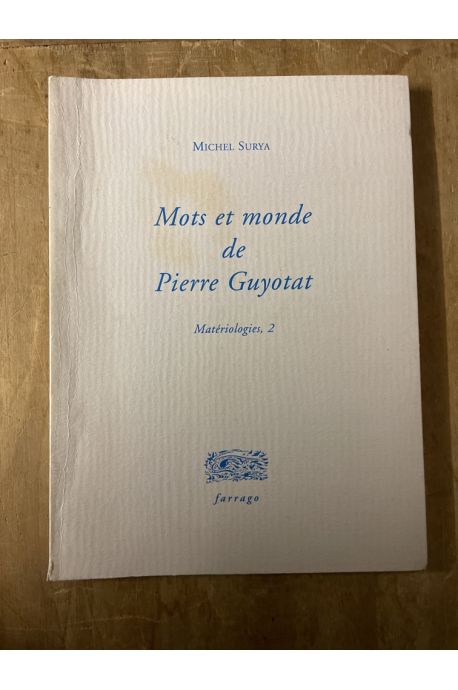 MICHEL SURYA
Mots et monde
de
Pierre Guyotat
Matériologies, 2
farrago